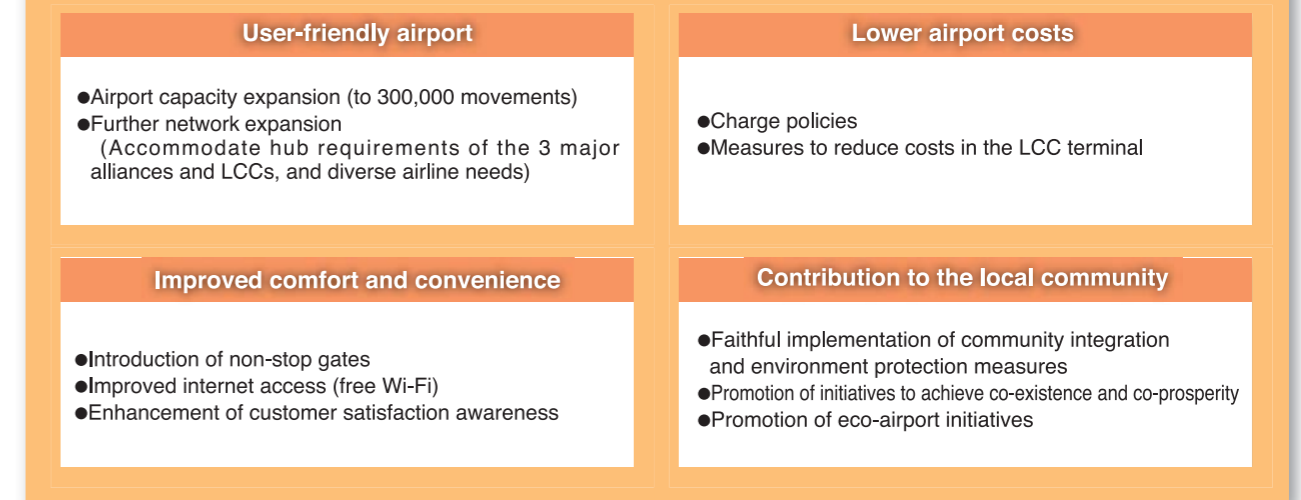 User-friendly airport
●Airport capacity expansion (to 300,000 movements)
●Further network expansion
(Accommodate hub requirements of the 3 major
alliances and LCCs, and diverse airline needs)
Lower airport costs
●Charge policies
●Measures to reduce costs in the LCC terminal
Improved comfort and convenience
●Introduction of non-stop gates
●Improved internet access (free Wi-Fi)
●Enhancement of customer satisfaction awareness
Contribution to the local community
●Faithful implementation of community integration
and environment protection measures
●Promotion of initiatives to achieve co-existence and co-prosperity
●Promotion of eco-airport initiatives